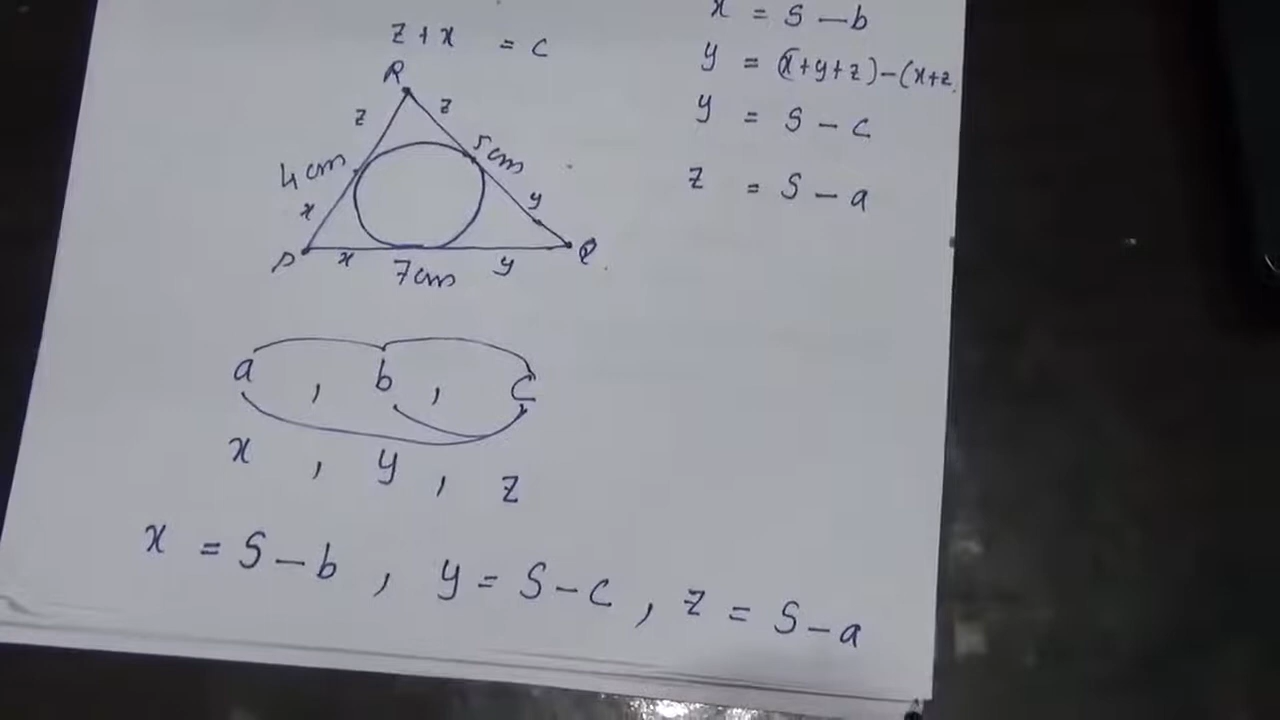 z + x = c
R
z
z
4 cm
5 cm
x
y
P
x
7 cm
y
Q
x = S - b
y = (x+y+z) - (x+z
y = S - c
z = S - a
a , b , c
x , y , z
x = S - b , y = S - c , z = S - a